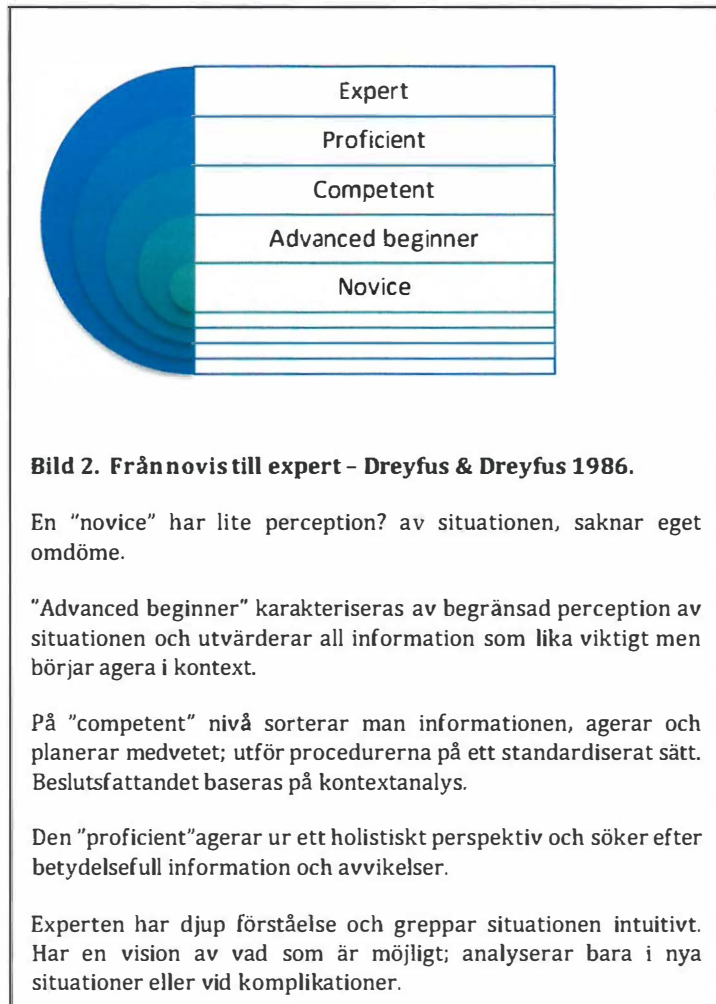 Expert
Proficient
Competent
Advanced beginner
Novice
Bild 2. Från novis till expert – Dreyfus & Dreyfus 1986.
En "novice" har lite perception? av situationen, saknar eget
omdöme.
"Advanced beginner" karakteriseras av begränsad perception av
situationen och utvärderar all information som lika viktigt men
börjar agera i kontext.
På "competent" nivå sorterar man informationen, agerar och
planerar medvetet; utför procedurerna på ett standardiserat sätt.
Beslutsfattandet baseras på kontextanalys.
Den "proficient"agerar ur ett holistiskt perspektiv och söker efter
betydelsefull information och avvikelser.
Experten har djup förståelse och greppar situationen intuitivt.
Har en vision av vad som är möjligt; analyserar bara i nya
situationer eller vid komplikationer.